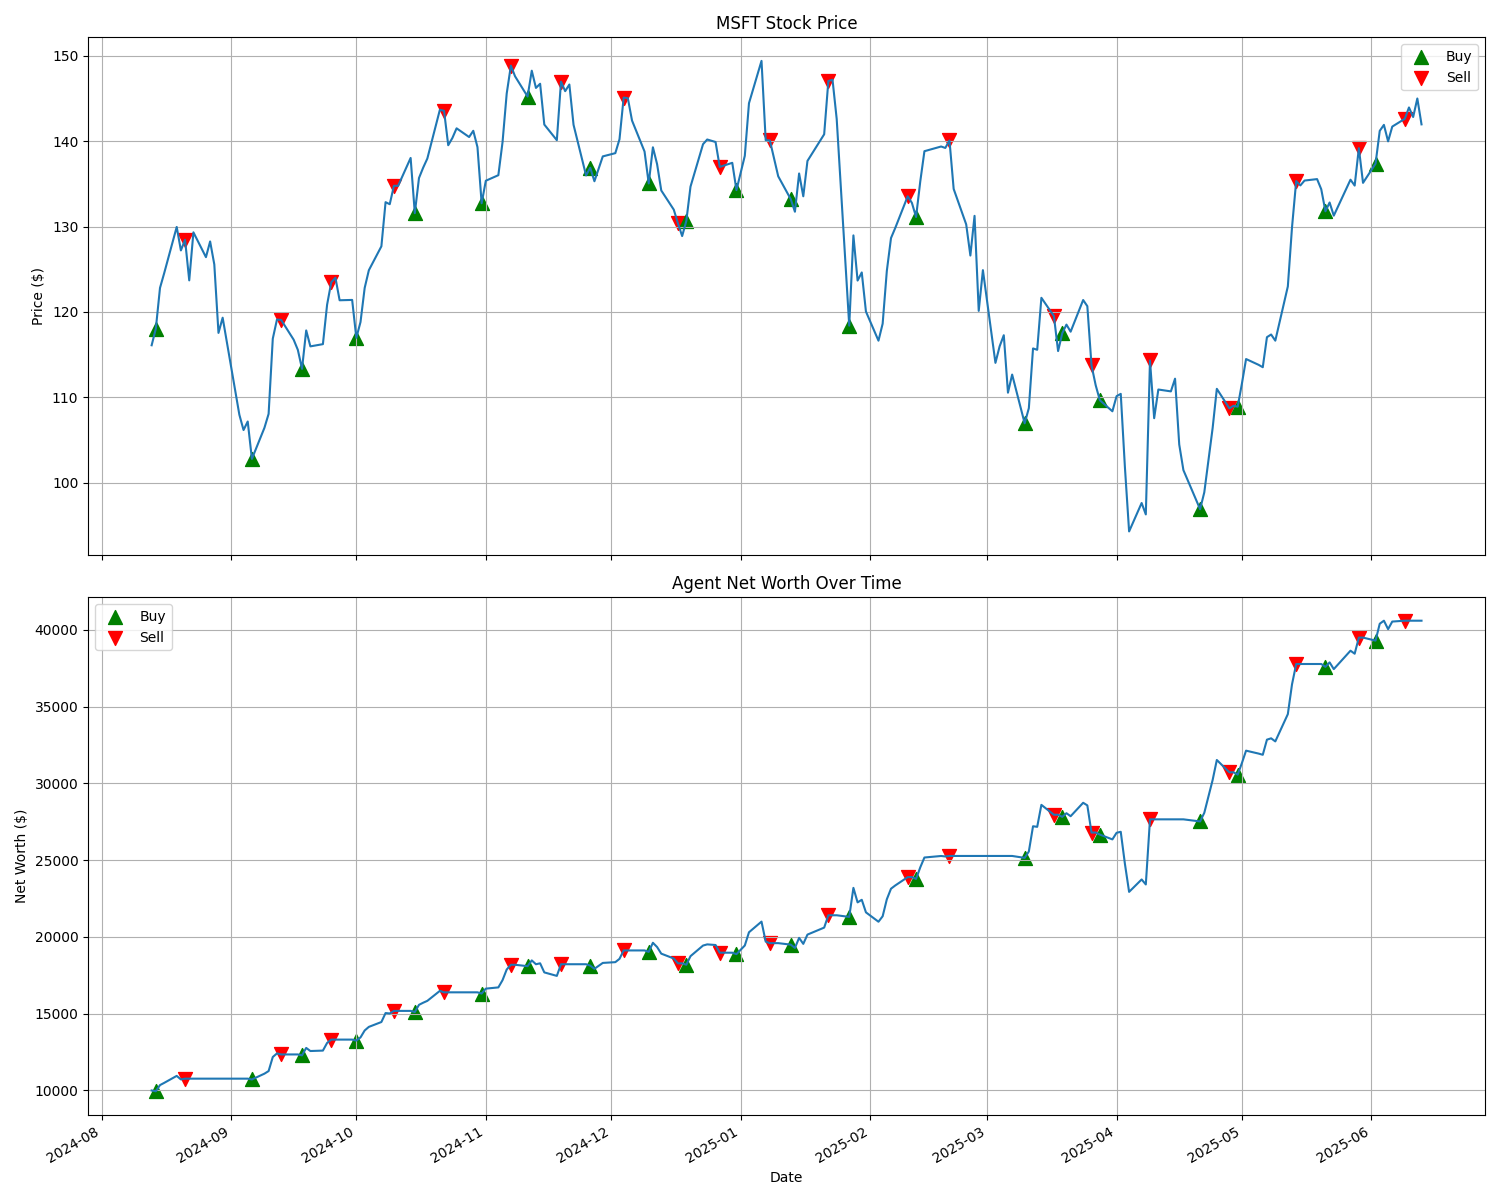 MSFT Stock Price
Buy
Sell
Price ($)
150
140
130
120
110
100
Agent Net Worth Over Time
Buy
Sell
Net Worth ($)
40000
35000
30000
25000
20000
15000
10000
2024-08
2024-09
2024-10
2024-11
2024-12
2025-01
2025-02
2025-03
2025-04
2025-05
2025-06
Date